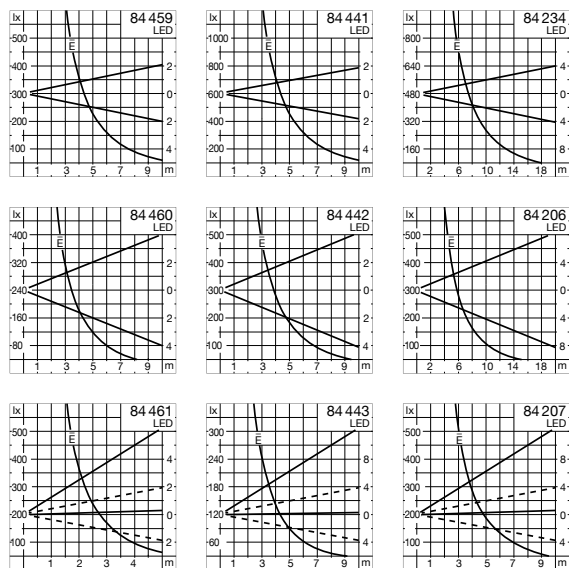 lx 84 459
LED
500
E̅
400 2
300 0
200 2
100 4
1 3 5 7 9 m
lx 84 441
LED
1000
E̅
800 2
600 0
400 2
200 4
1 3 5 7 9 m
lx 84 234
LED
800
E̅
640 4
480 0
320 4
160 8
2 6 10 14 18 m
lx 84 460
LED
400
E̅
320 2
240 0
160 2
80 4
1 3 5 7 9 m
lx 84 442
LED
500
E̅
400 2
300 0
200 2
100 4
1 3 5 7 9 m
lx 84 206
LED
500
E̅
400 4
300 0
200 4
100 8
2 6 10 14 18 m
lx 84 461
LED
500
E̅
400 4
300 2
200 0
100 2
1 2 3 4 m
lx 84 443
LED
300
E̅
240 8
180 4
120 0
60 4
1 3 5 7 9 m
lx 84 207
LED
500
E̅
400 8
300 4
200 0
100 4
1 3 5 7 9 m